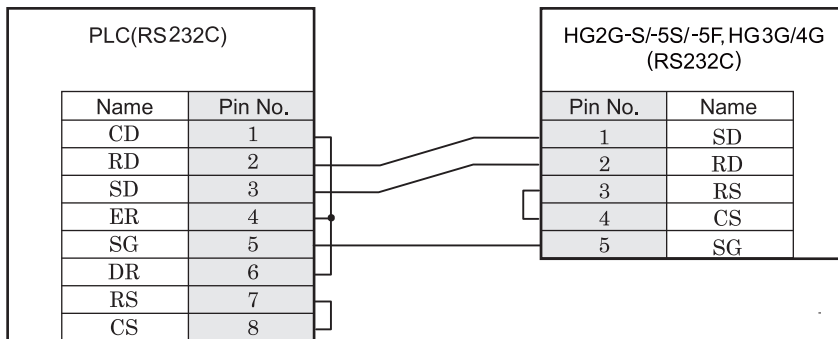 PLC(RS232C)
HG2G-S/-5S/-5F, HG3G/4G
(RS232C)
Name Pin No.
CD 1
RD 2
SD 3
ER 4
SG 5
DR 6
RS 7
CS 8
Pin No. Name
1 SD
2 RD
3 RS
4 CS
5 SG